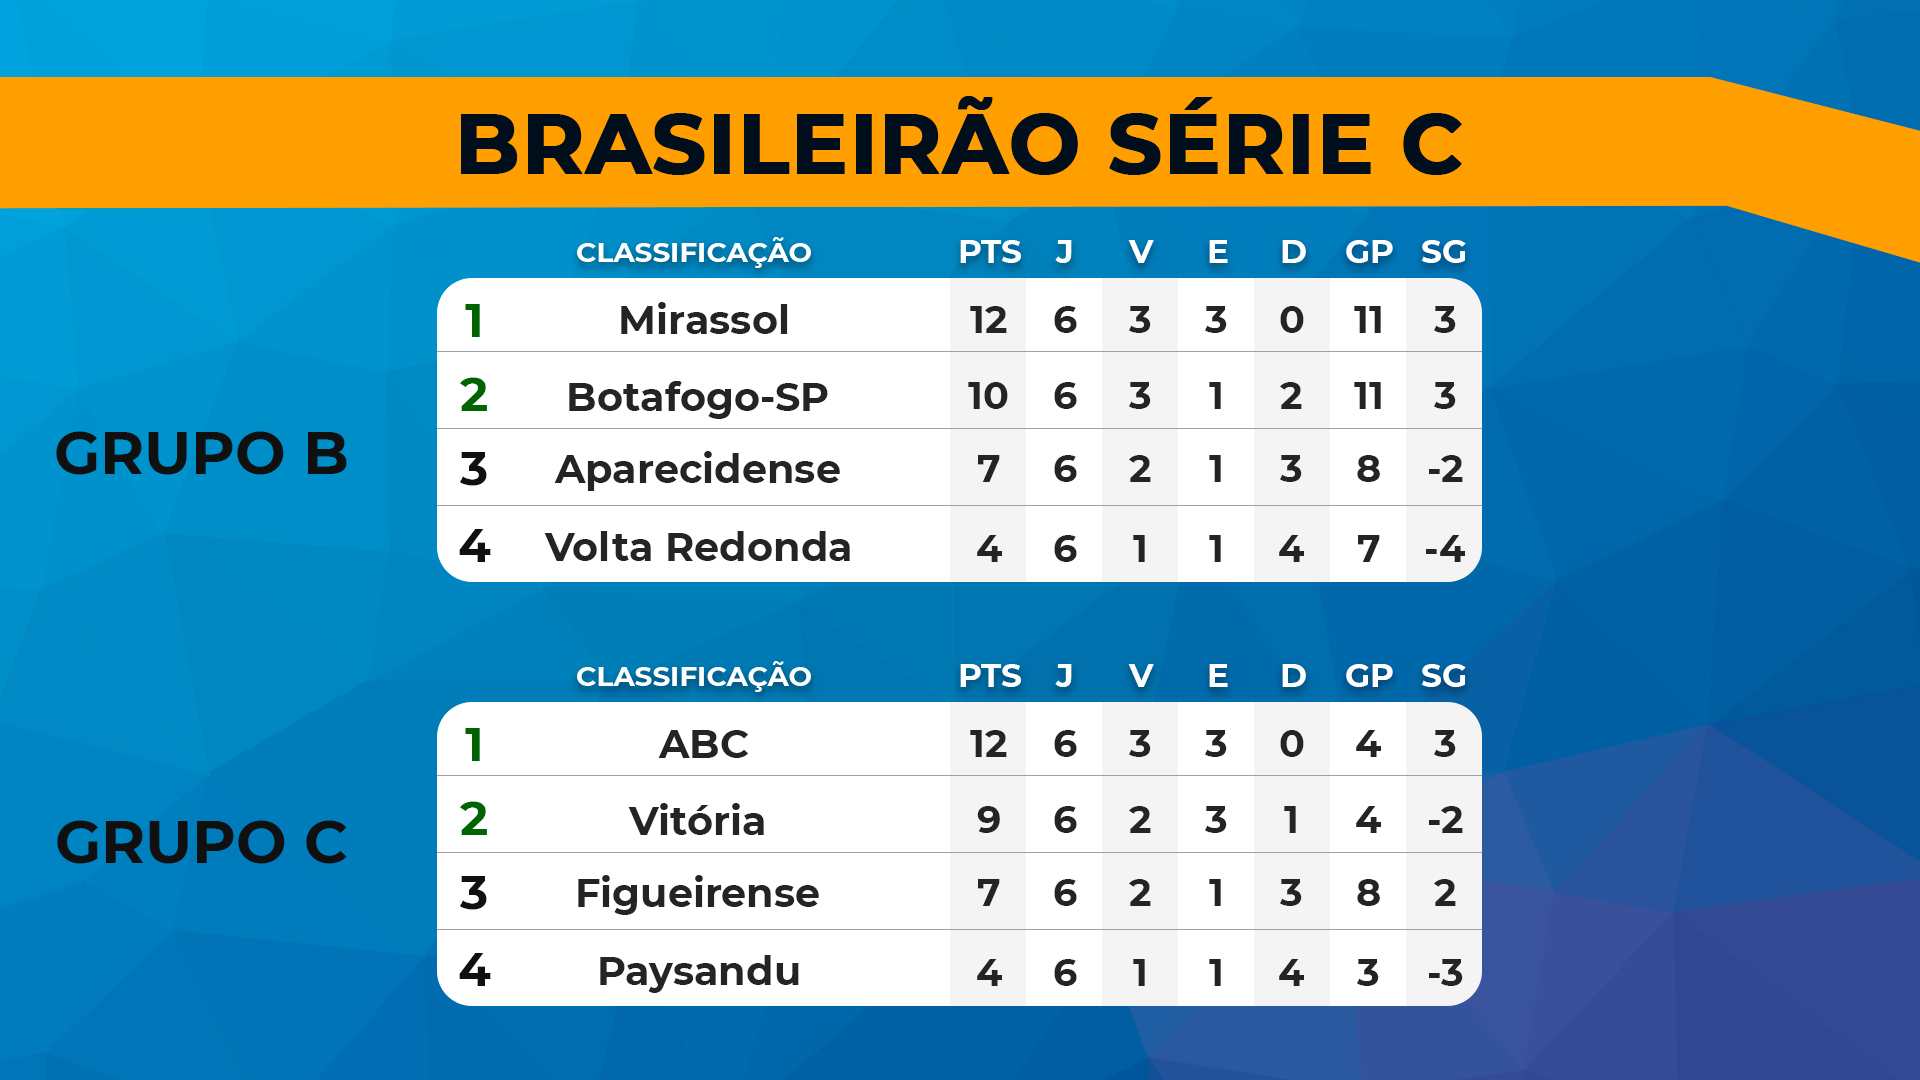 BRASILEIRÃO SÉRIE C
CLASSIFICAÇÃO PTS J V E D GP SG
1 Mirassol 12 6 3 3 0 11 3
2 Botafogo-SP 10 6 3 1 2 11 3
GRUPO B
3 Aparecidense 7 6 2 1 3 8 -2
4 Volta Redonda 4 6 1 1 4 7 -4
CLASSIFICAÇÃO PTS J V E D GP SG
1 ABC 12 6 3 3 0 4 3
2 Vitória 9 6 2 3 1 4 -2
GRUPO C
3 Figueirense 7 6 2 1 3 8 2
4 Paysandu 4 6 1 1 4 3 -3